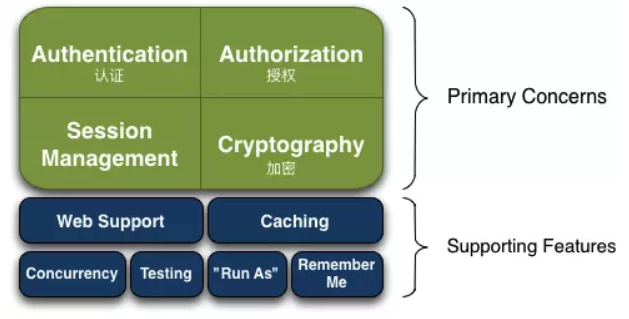 Authentication
认证
Authorization
授权
Session
Management
Cryptography
加密
Primary Concerns
Web Support
Caching
Concurrency
Testing
"Run As"
Remember
Me
Supporting Features